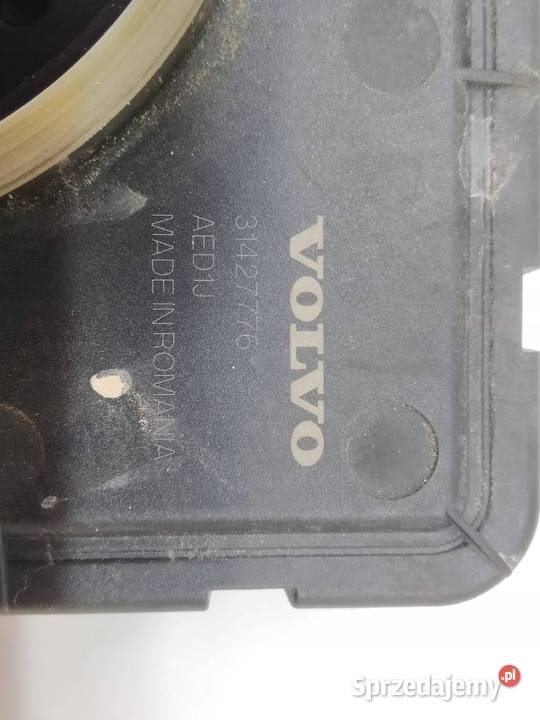 VOLVO
31427776
AED1U
MADE IN ROMANIA
Sprzedajemy.pl